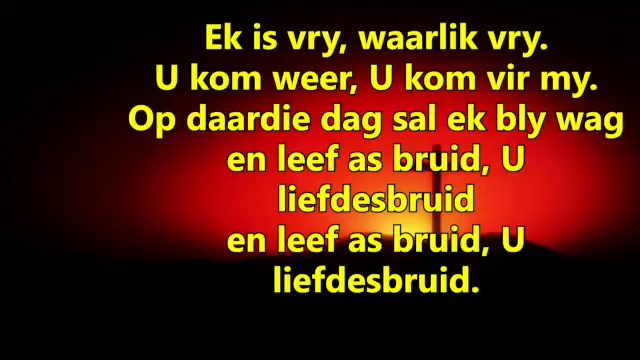 Ek is vry, waarlik vry.
U kom weer, U kom vir my.
Op daardie dag sal ek bly wag
en leef as bruid, U
liefdesbruid
en leef as bruid, U
liefdesbruid.